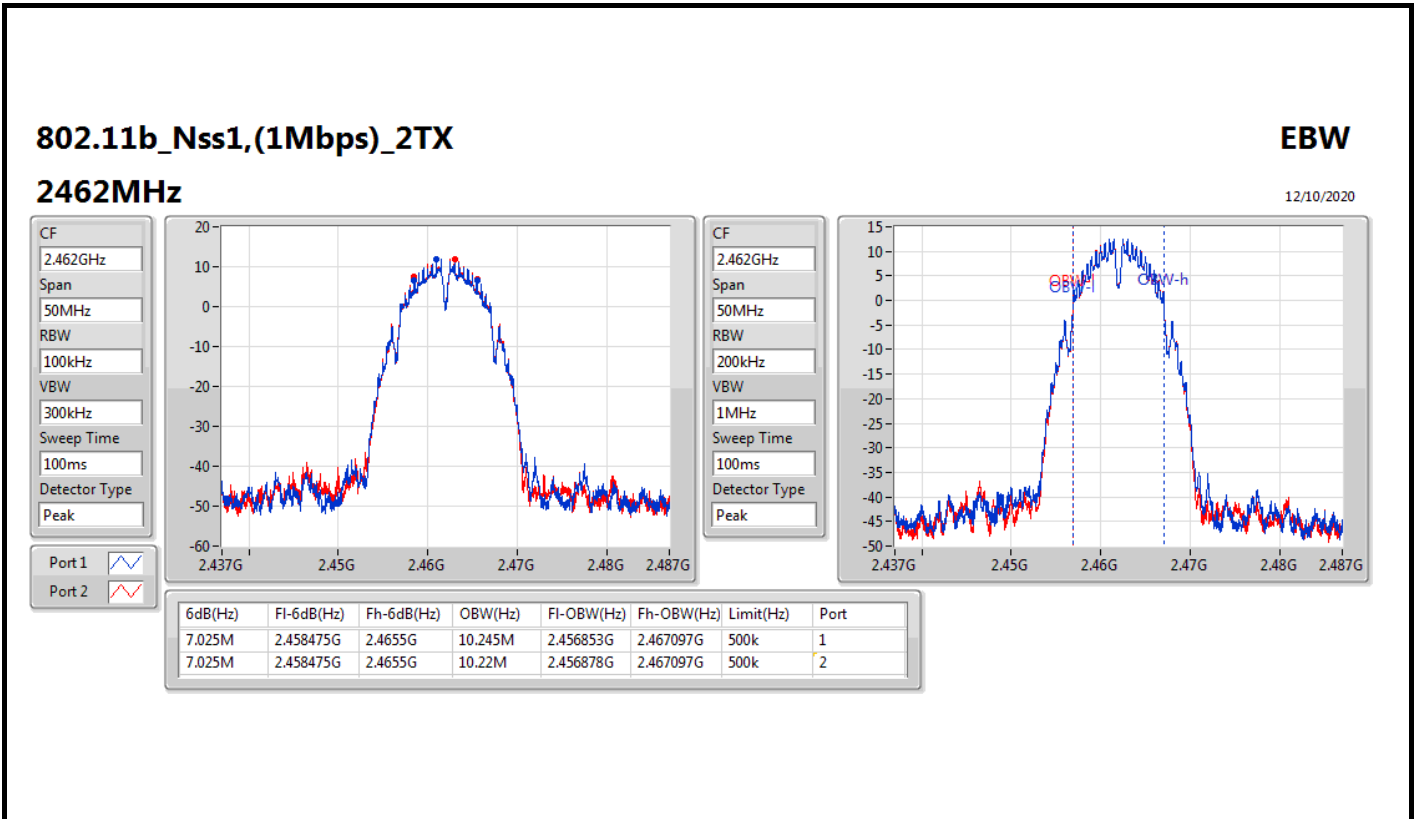 802.11b_Nss1,(1Mbps)_2TX
EBW
2462MHz
12/10/2020
CF
2.462GHz
Span
50MHz
RBW
100kHz
VBW
300kHz
Sweep Time
100ms
Detector Type
Peak
Port 1
Port 2
20
10
0
-10
-20
-30
-40
-50
-60
2.437G 2.45G 2.46G 2.47G 2.48G 2.487G
CF
2.462GHz
Span
50MHz
RBW
200kHz
VBW
1MHz
Sweep Time
100ms
Detector Type
Peak
15
10
5
0
-5
-10
-15
-20
-25
-30
-35
-40
-45
-50
OBW-l
OBW-l
OBW-h
2.437G 2.45G 2.46G 2.47G 2.48G 2.487G
6dB(Hz) Fl-6dB(Hz) Fh-6dB(Hz) OBW(Hz) Fl-OBW(Hz) Fh-OBW(Hz) Limit(Hz) Port
7.025M 2.458475G 2.4655G 10.245M 2.456853G 2.467097G 500k 1
7.025M 2.458475G 2.4655G 10.22M 2.456878G 2.467097G 500k 2